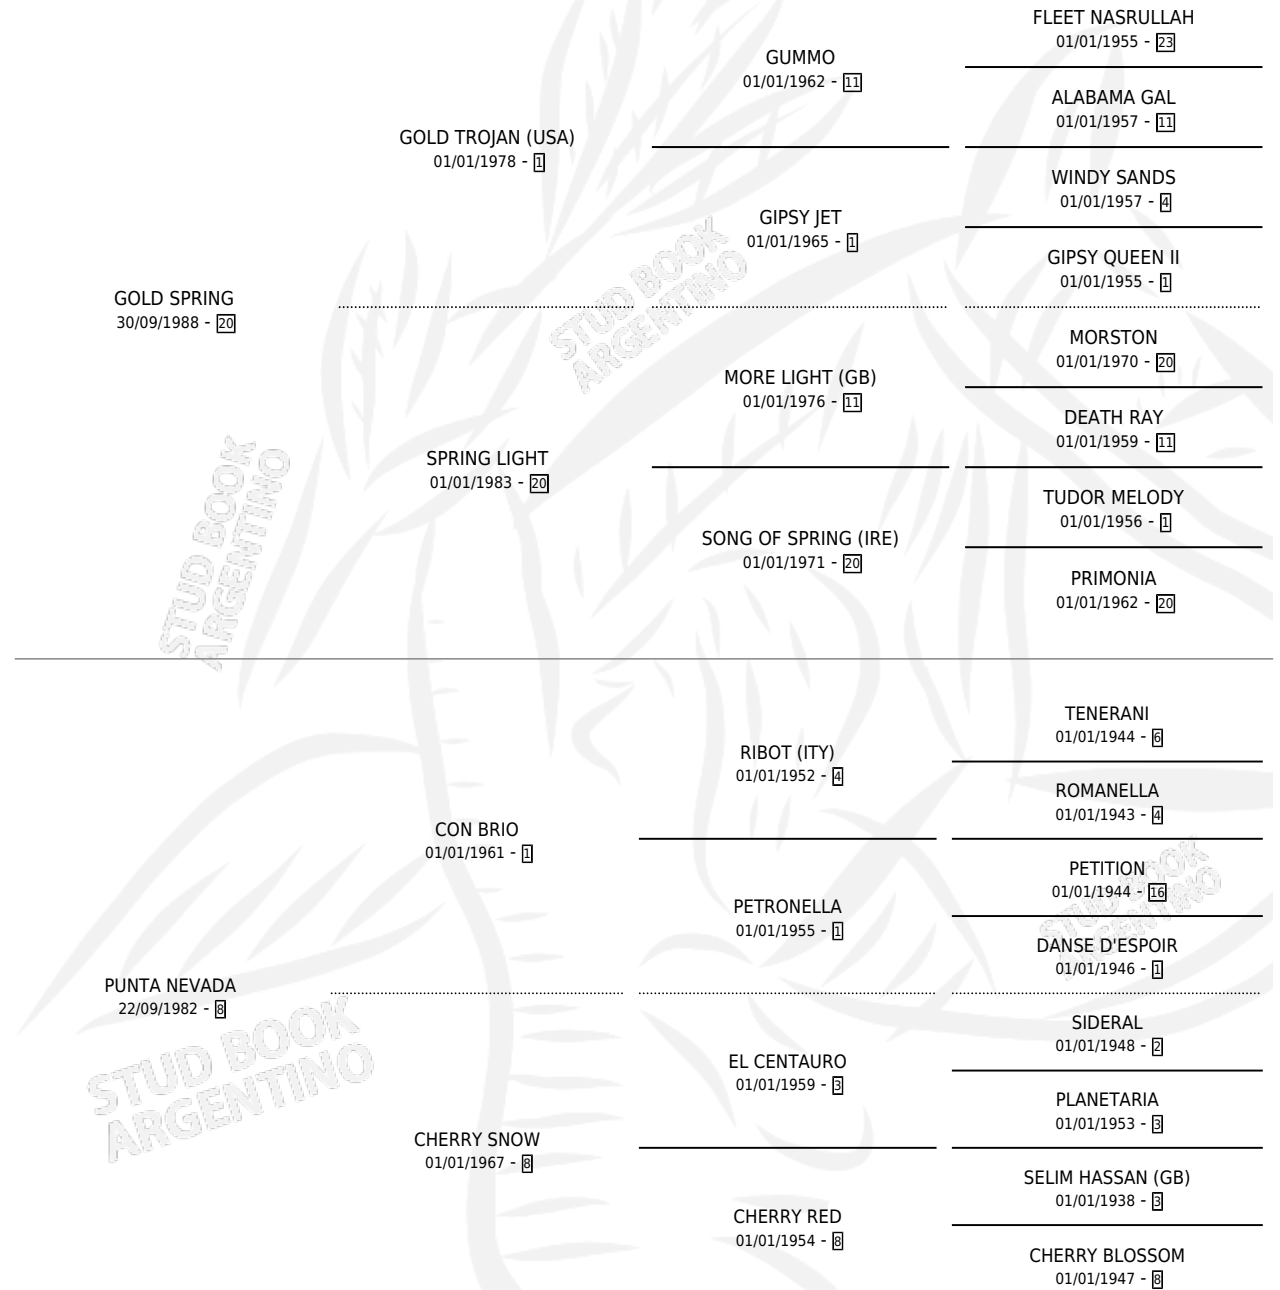 FLEET NASRULLAH
01/01/1955 - 23
GUMMO
01/01/1962 - 11
ALABAMA GAL
01/01/1957 - 11
GOLD TROJAN (USA)
01/01/1978 - 1
WINDY SANDS
01/01/1957 - 4
GIPSY JET
01/01/1965 - 1
GIPSY QUEEN II
01/01/1955 - 1
GOLD SPRING
30/09/1988 - 20
MORSTON
01/01/1970 - 20
MORE LIGHT (GB)
01/01/1976 - 11
DEATH RAY
01/01/1959 - 11
SPRING LIGHT
01/01/1983 - 20
TUDOR MELODY
01/01/1956 - 1
SONG OF SPRING (IRE)
01/01/1971 - 20
PRIMONIA
01/01/1962 - 20
TENERANI
01/01/1944 - 6
RIBOT (ITY)
01/01/1952 - 4
ROMANELLA
01/01/1943 - 4
CON BRIO
01/01/1961 - 1
PETITION
01/01/1944 - 16
PETRONELLA
01/01/1955 - 1
DANSE D'ESPOIR
01/01/1946 - 1
PUNTA NEVADA
22/09/1982 - 8
SIDERAL
01/01/1948 - 2
EL CENTAURO
01/01/1959 - 3
PLANETARIA
01/01/1953 - 3
CHERRY SNOW
01/01/1967 - 8
SELIM HASSAN (GB)
01/01/1938 - 3
CHERRY RED
01/01/1954 - 8
CHERRY BLOSSOM
01/01/1947 - 8
STUD BOOK
ARGENTINO
STUD BOOK
ARGENTINO
STUD BOOK
ARGENTINO
STUD BOOK
ARGENTINO